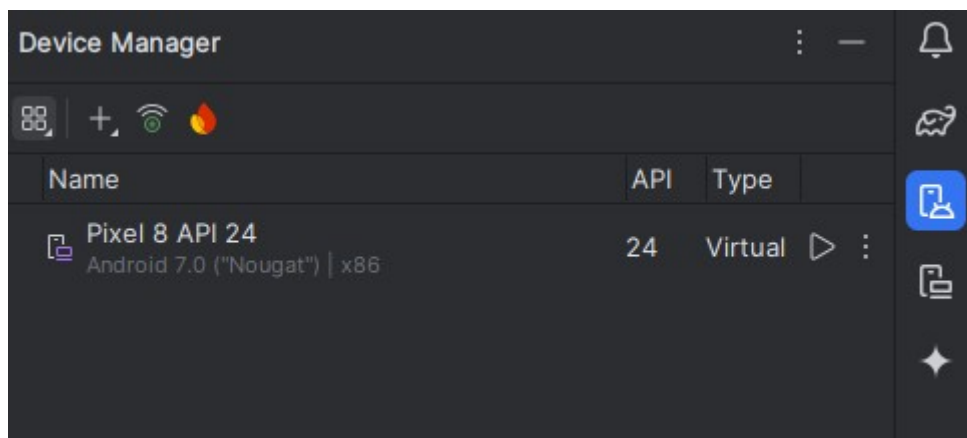 Device Manager
Name API Type
Pixel 8 API 24
Android 7.0 ("Nougat") | x86
24 Virtual